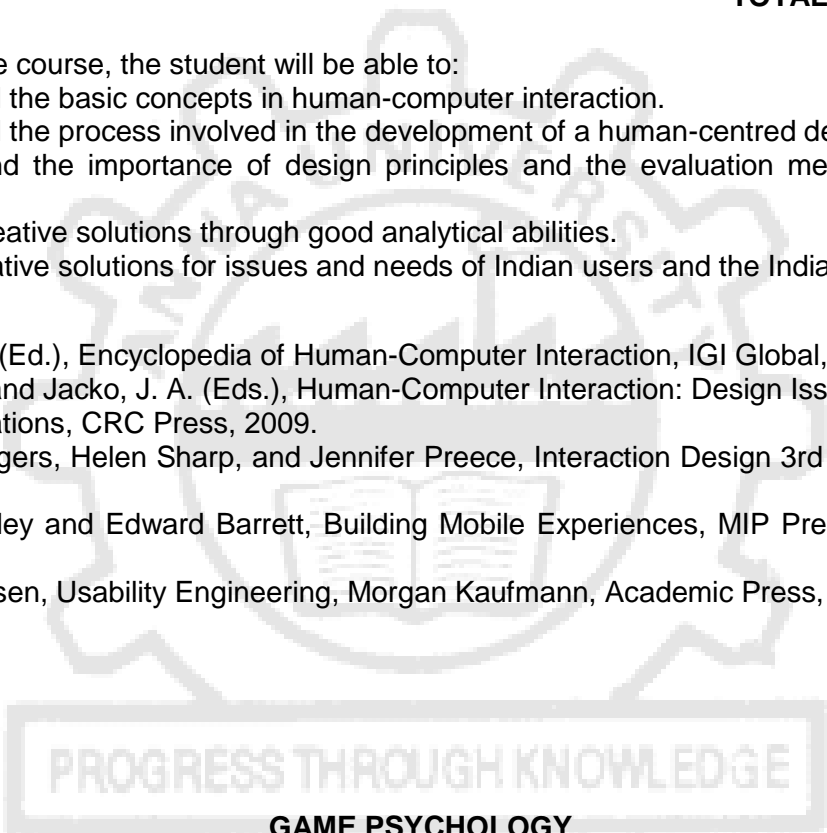 TOTAL
e course, the student will be able to:
the basic concepts in human-computer interaction.
the process involved in the development of a human-centred de
nd the importance of design principles and the evaluation me
eative solutions through good analytical abilities.
ative solutions for issues and needs of Indian users and the India
(Ed.), Encyclopedia of Human-Computer Interaction, IGI Global,
and Jacko, J. A. (Eds.), Human-Computer Interaction: Design Iss
ations, CRC Press, 2009.
gers, Helen Sharp, and Jennifer Preece, Interaction Design 3rd
ley and Edward Barrett, Building Mobile Experiences, MIP Pre
sen, Usability Engineering, Morgan Kaufmann, Academic Press,
ANNA UNIVERSITY
PROGRESS THROUGH KNOWLEDGE
GAME PSYCHOLOGY